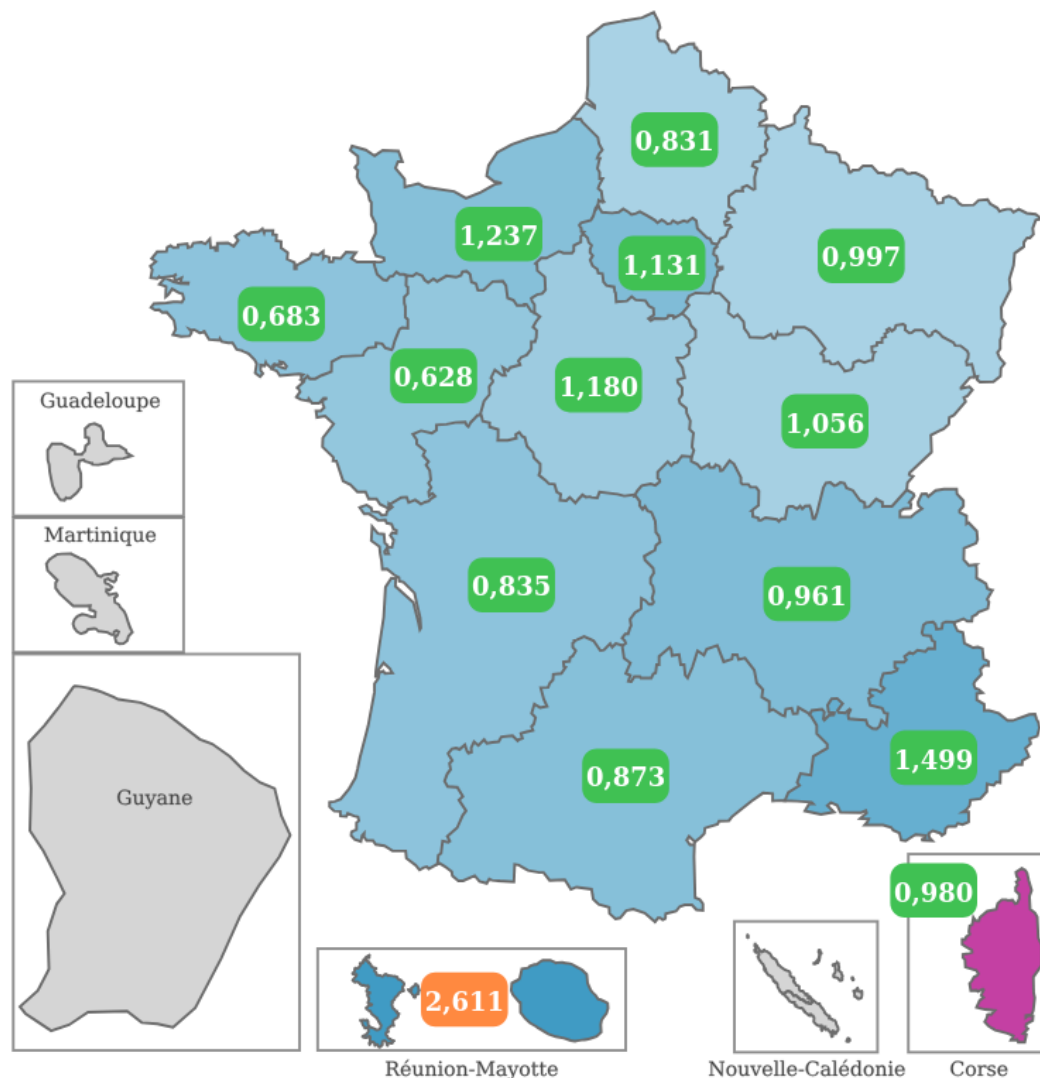 0,831
1,237
0,997
1,131
0,683
0,628
1,180
1,056
Guadeloupe
Martinique
0,835
0,961
1,499
0,873
Guyane
0,980
2,611
Réunion-Mayotte
Nouvelle-Calédonie
Corse